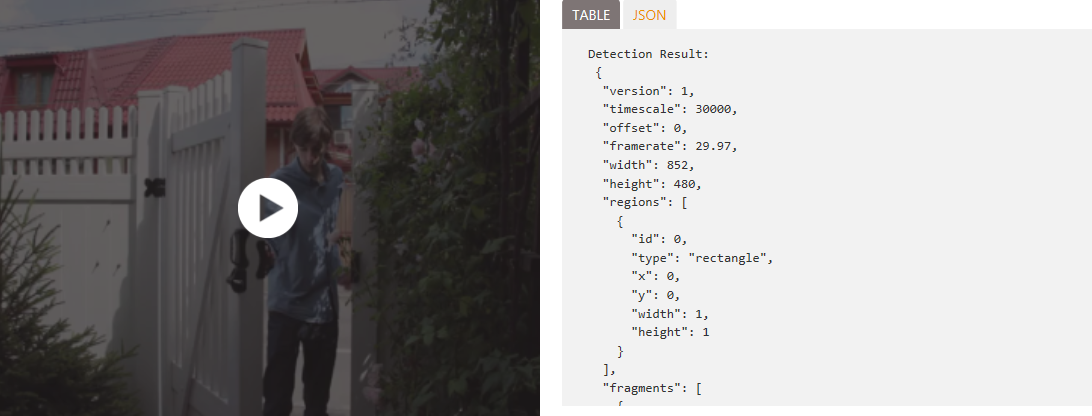 TABLE JSON
Detection Result:
{
"version": 1,
"timescale": 30000,
"offset": 0,
"framerate": 29.97,
"width": 852,
"height": 480,
"regions": [
{
"id": 0,
"type": "rectangle",
"x": 0,
"y": 0,
"width": 1,
"height": 1
}
],
"fragments": [
{